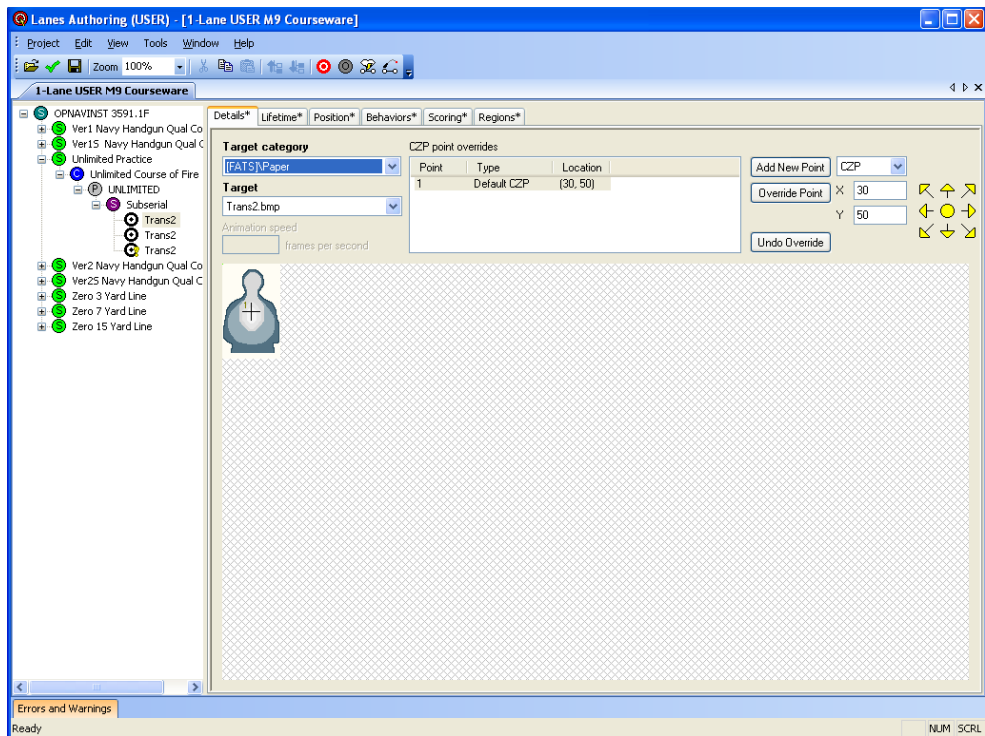 Lanes Authoring (USER) - [1-Lane USER M9 Courseware]
Project Edit View Tools Window Help
Zoom 100%
1-Lane USER M9 Courseware
OPNAVINST 3591.1F
Ver1 Navy Handgun Qual Co
Ver1S Navy Handgun Qual C
Unlimited Practice
Unlimited Course of Fire
UNLIMITED
Subserial
Trans2
Trans2
Trans2
Ver2 Navy Handgun Qual Co
Ver2S Navy Handgun Qual C
Zero 3 Yard Line
Zero 7 Yard Line
Zero 15 Yard Line
Details* Lifetime* Position* Behaviors* Scoring* Regions*
Target category
[FATS]\Paper
Target
Trans2.bmp
Animation speed
frames per second
CZP point overrides
Point Type Location
1 Default CZP (30, 50)
Add New Point CZP
Override Point X 30
Y 50
Undo Override
1
Errors and Warnings
Ready NUM SCRL